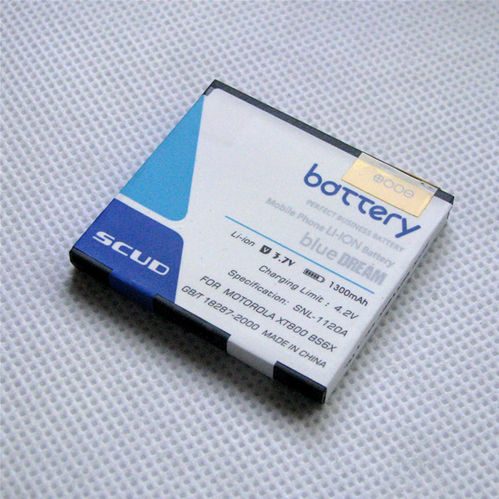 battery
PERFECT BUSINESS BATTERY
Mobile Phone LI-ION Battery
blue DREAM
Li-ion 3.7V 1300mAh
Charging Limit : 4.2V
Specification:
SNL-1120A
FOR MOTOROLA XT800 BS6X
GB/T 18287-2000 MADE IN CHINA
SCUD